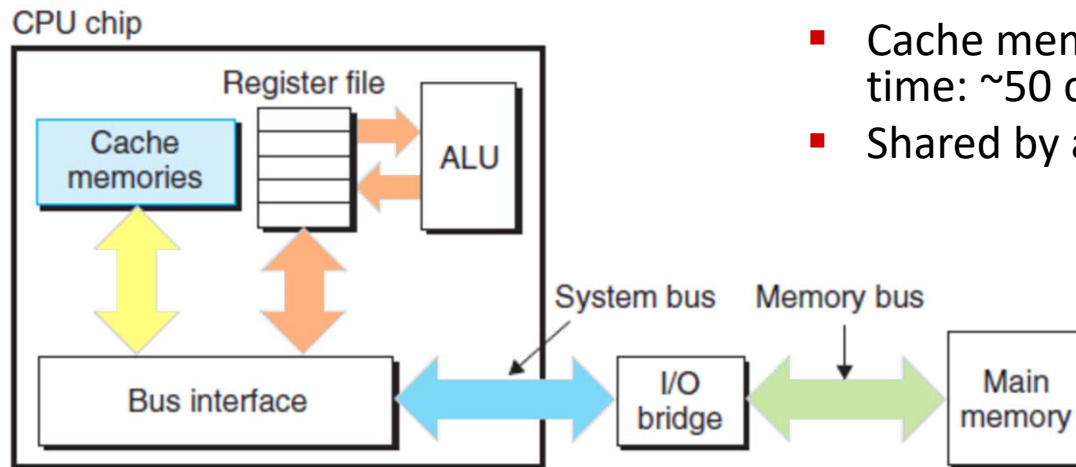 CPU chip
Register file
Cache
memories
ALU
Bus interface
System bus
Memory bus
I/O
bridge
Main
memory
▪ Cache
time: ~50
▪ Shared by